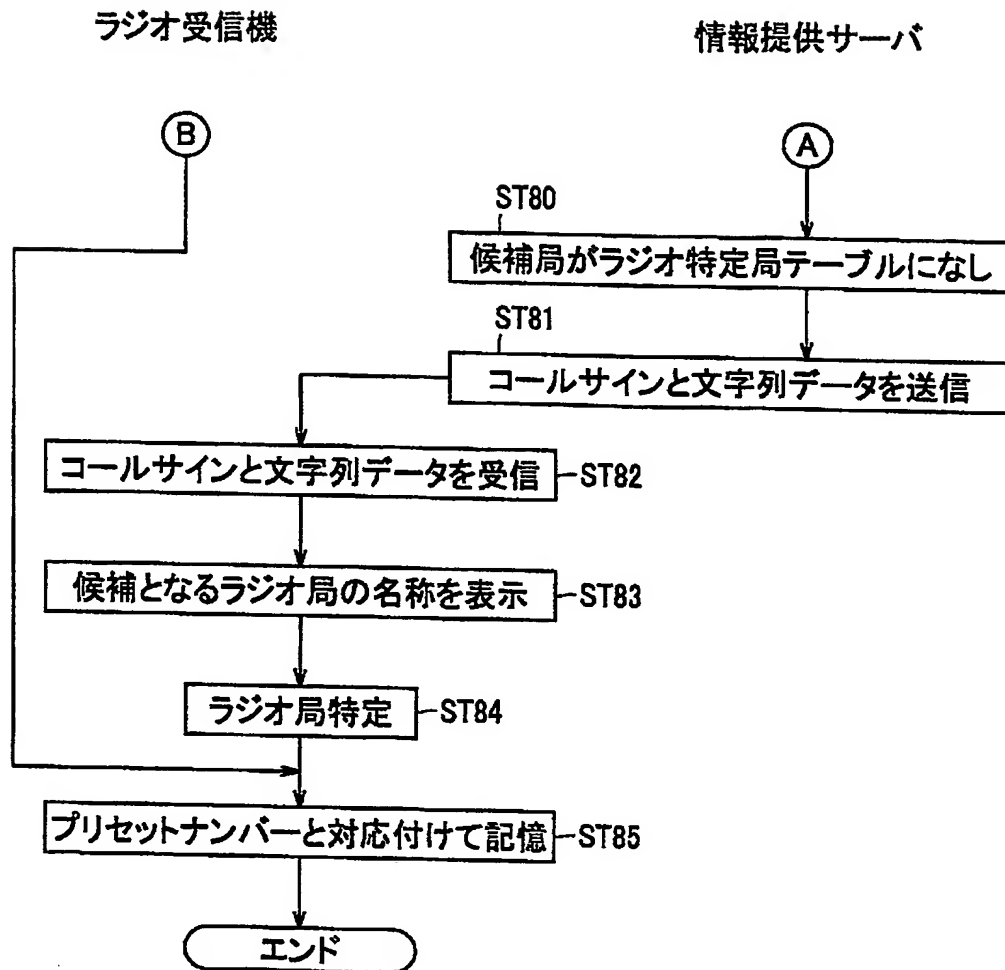 ラジオ受信機
情報提供サーバ
B
A
ST80
候補局がラジオ特定局テーブルになし
ST81
コールサインと文字列データを送信
コールサインと文字列データを受信
ST82
候補となるラジオ局の名称を表示
ST83
ラジオ局特定
ST84
プリセットナンバーと対応付けて記憶
ST85
エンド